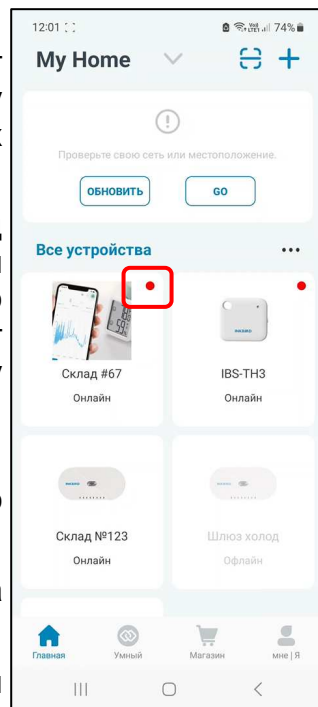 12:01
74%
My Home
Проверьте свою сеть или местоположение.
ОБНОВИТЬ
GO
Все устройства
Склад #67
Онлайн
IBS-TH3
Онлайн
Склад №123
Онлайн
Шлюз холод
Офлайн
Главная
Умный
Магазин
мне | Я